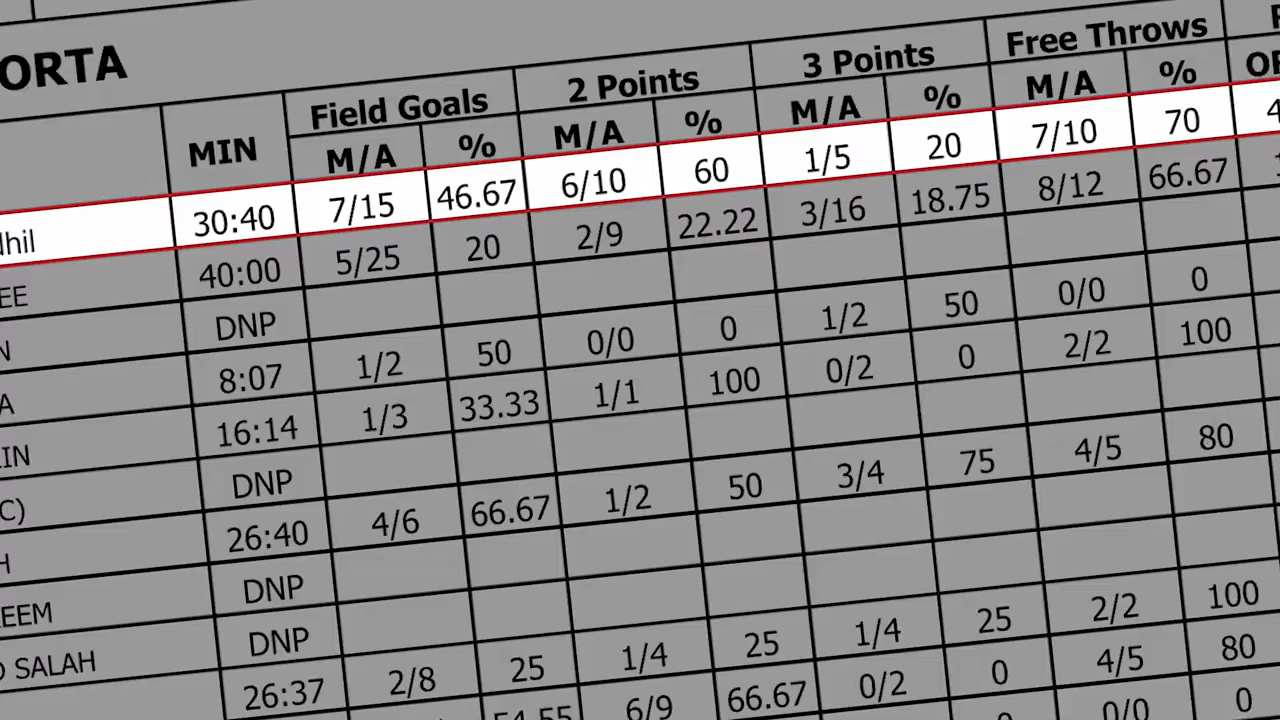 ORTA
Field Goals 2 Points 3 Points Free Throws
MIN M/A % M/A % M/A % M/A %
dhil 30:40 7/15 46.67 6/10 60 1/5 20 7/10 70 4
EE 40:00 5/25 20 2/9 22.22 3/16 18.75 8/12 66.67
N DNP
A 8:07 1/2 50 0/0 0 1/2 50 0/0 0
IN 16:14 1/3 33.33 1/1 100 0/2 0 2/2 100
C) DNP
H 26:40 4/6 66.67 1/2 50 3/4 75 4/5 80
EEM DNP
SALAH DNP
26:37 2/8 25 1/4 25 1/4 25 2/2 100
54.55 6/9 66.67 0/2 0 4/5 80
0/0 0